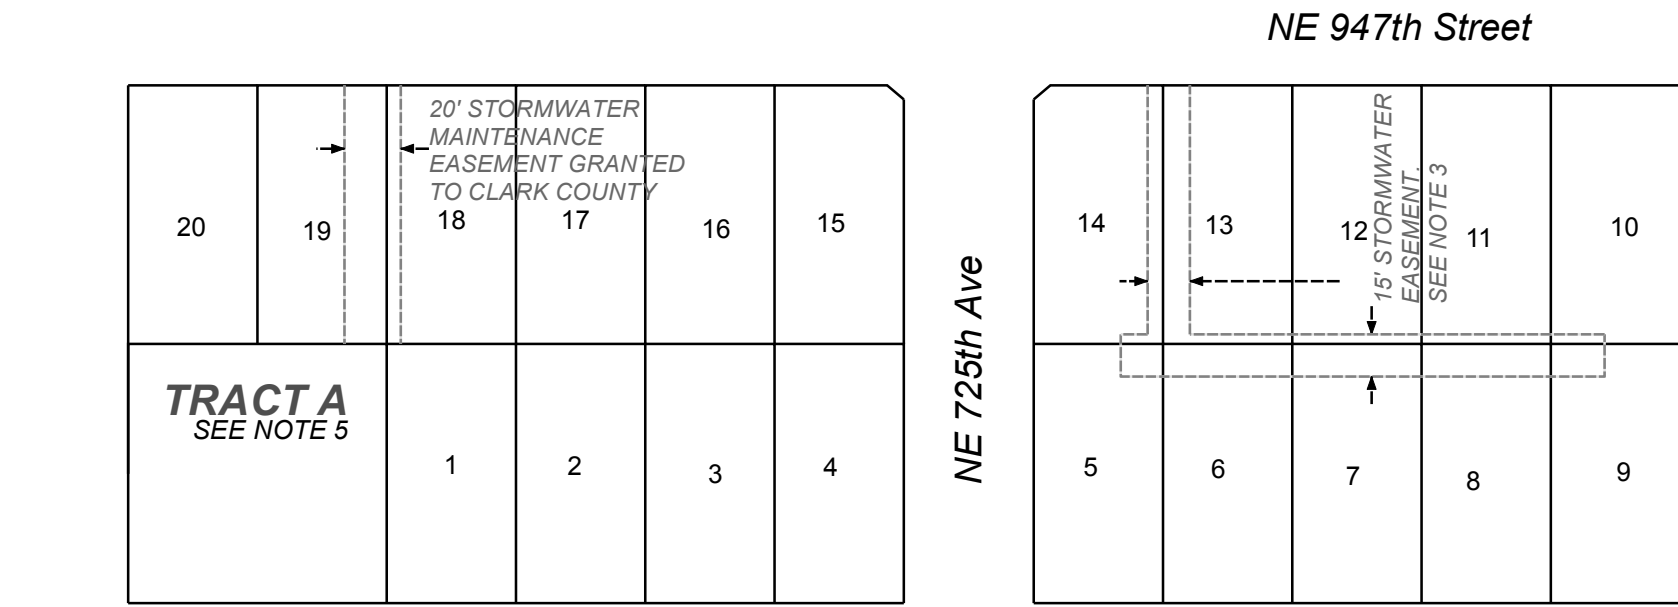 NE 947th Street
20' STORMWATER
MAINTENANCE
EASEMENT GRANTED
TO CLARK COUNTY
20
19
18
17
16
15
NE 725th Ave
14
13
12
15' STORMWATER
EASEMENT.
SEE NOTE 3
11
10
TRACT A
SEE NOTE 5
1
2
3
4
5
6
7
8
9